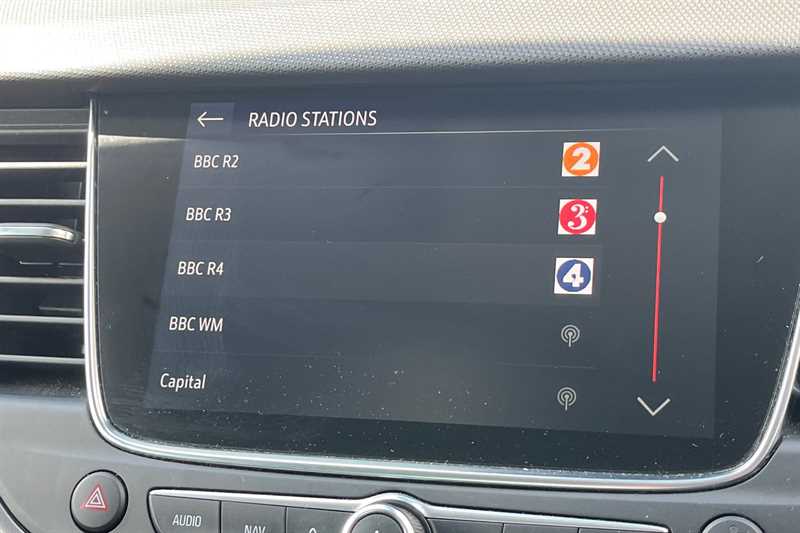 RADIO STATIONS
BBC R2
2
BBC R3
3:
BBC R4
4
BBC WM
Capital
AUDIO
NAV